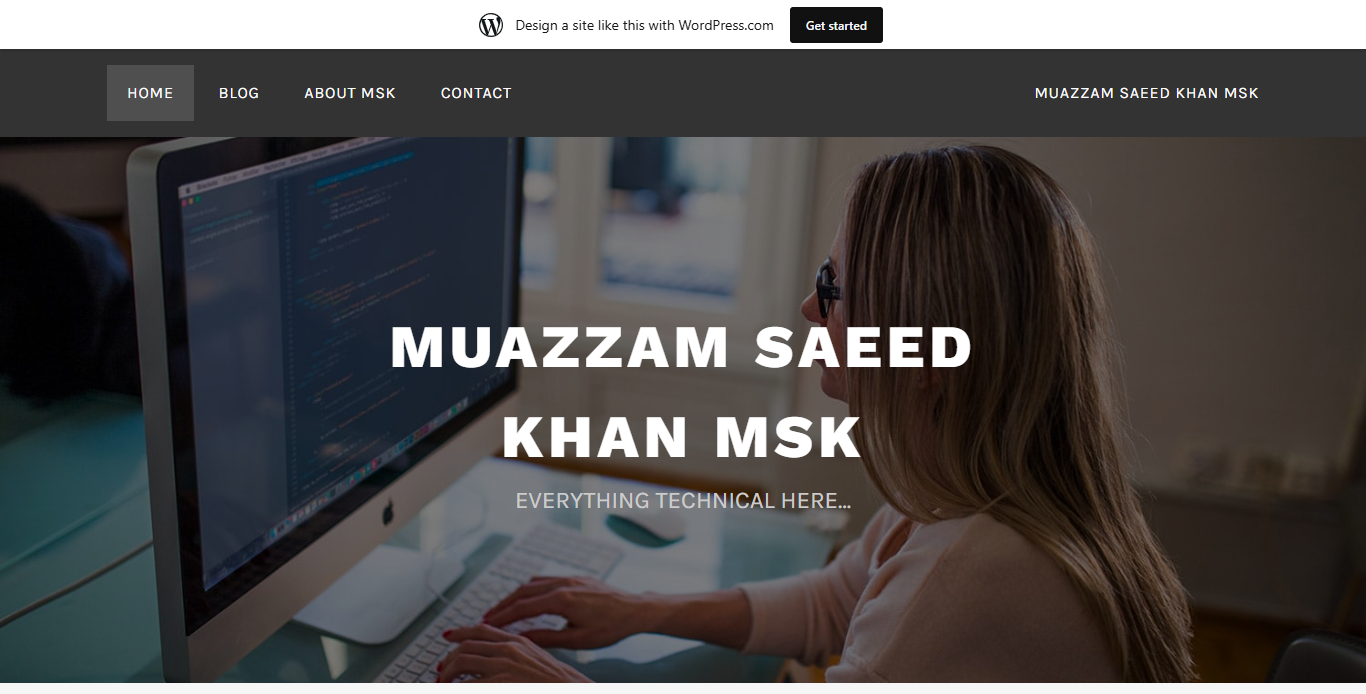 Design a site like this with WordPress.com Get started
HOME BLOG ABOUT MSK CONTACT MUAZZAM SAEED KHAN MSK
MUAZZAM SAEED
KHAN MSK
EVERYTHING TECHNICAL HERE...